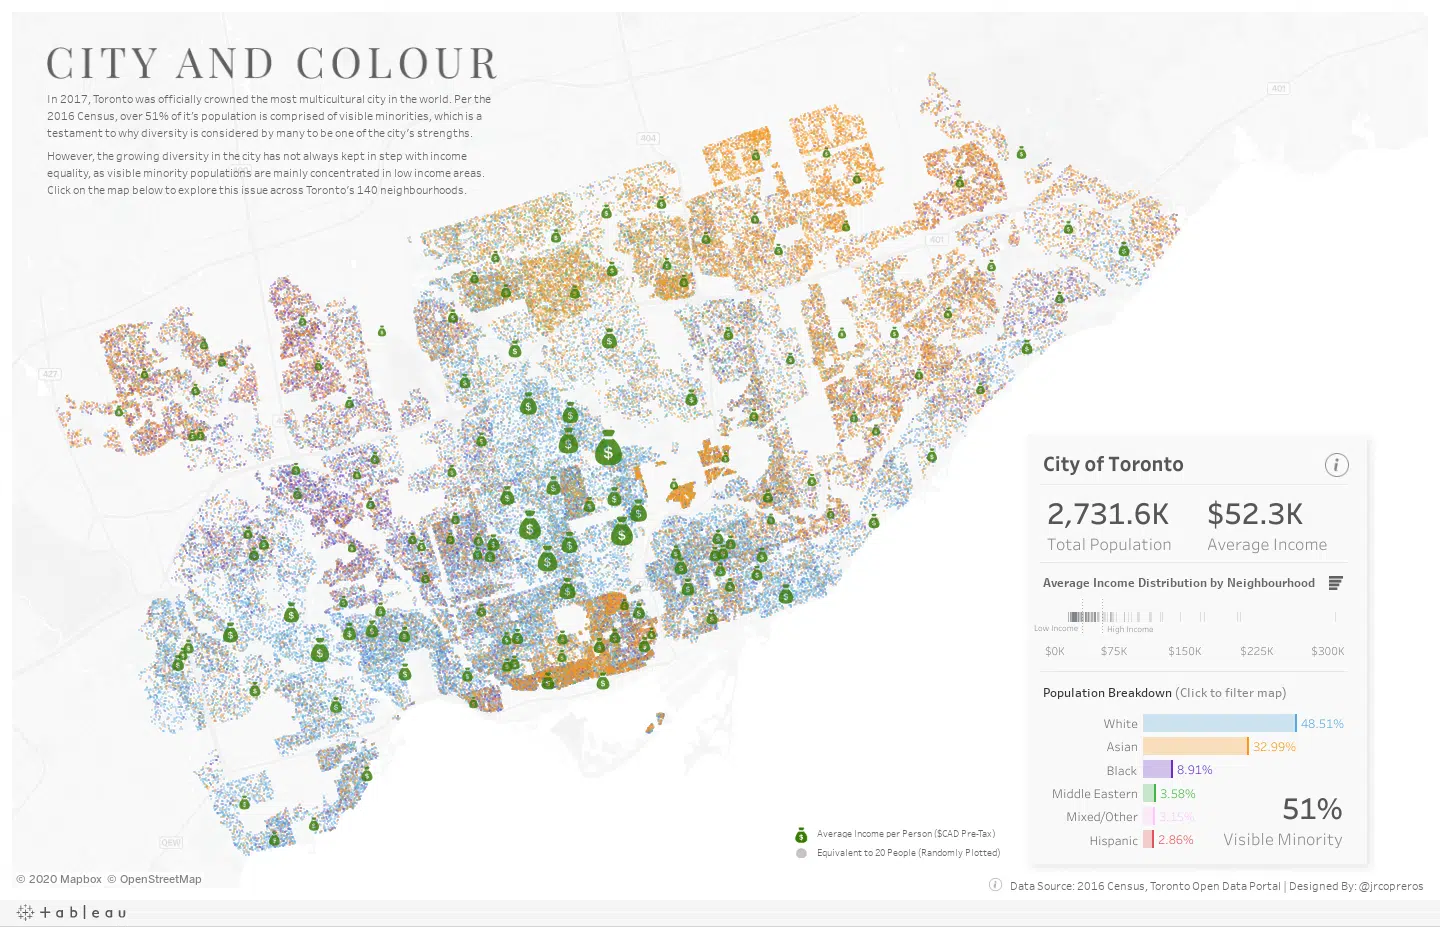 CITY AND COLOUR
In 2017, Toronto was officially crowned the most multicultural city in the world. Per the
2016 Census, over 51% of it's population is comprised of visible minorities, which is a
testament to why diversity is considered by many to be one of the city's strengths.
However, the growing diversity in the city has not always kept in step with income
equality, as visible minority populations are mainly concentrated in low income areas.
Click on the map below to explore this issue across Toronto's 140 neighbourhoods.
401
404
401
427
QEW
City of Toronto
i
2,731.6K $52.3K
Total Population Average Income
Average Income Distribution by Neighbourhood
Low Income High Income
$0K $75K $150K $225K $300K
Population Breakdown (Click to filter map)
White 48.51%
Asian 32.99%
Black 8.91%
Middle Eastern 3.58%
Mixed/Other 3.15%
Hispanic 2.86%
51%
Visible Minority
Average Income per Person ($CAD Pre-Tax)
Equivalent to 20 People (Randomly Plotted)
© 2020 Mapbox © OpenStreetMap
i Data Source: 2016 Census, Toronto Open Data Portal | Designed By: @jrcopreros
+ableau